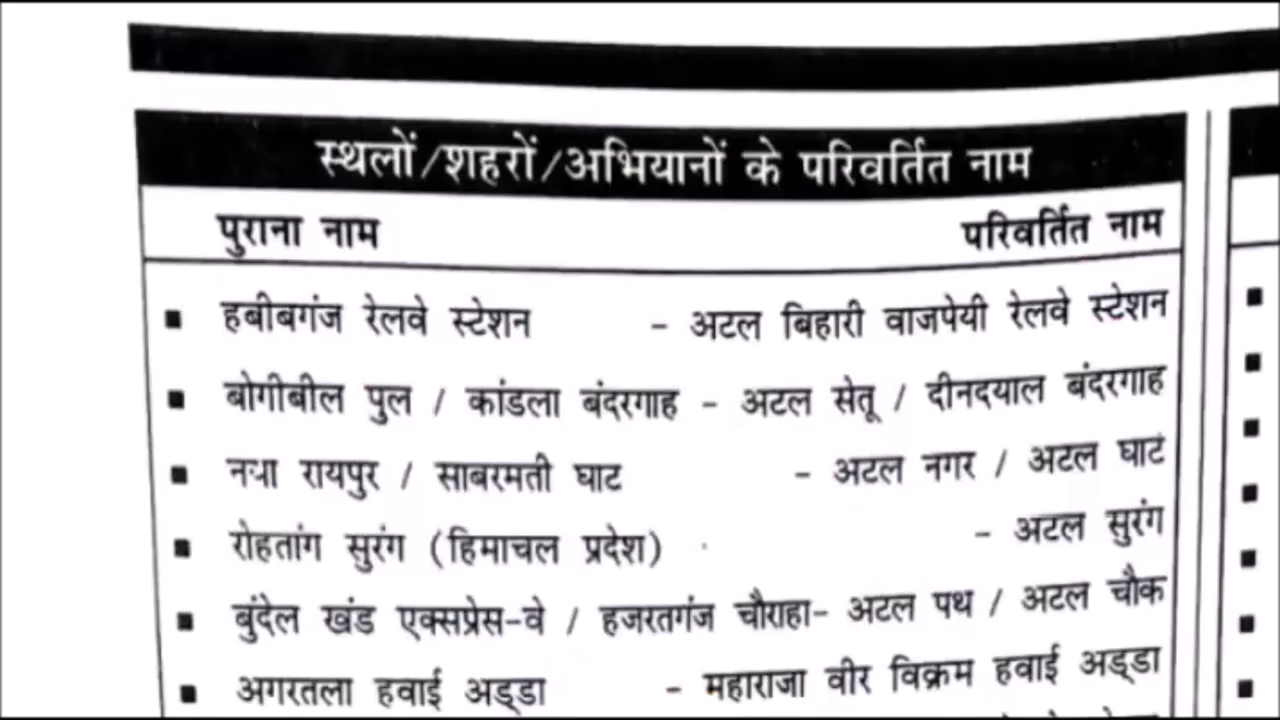 स्थलों/शहरों/अभियानों के परिवर्तित नाम
पुराना नाम परिवर्तित नाम
▪ हबीबगंज रेलवे स्टेशन - अटल बिहारी वाजपेयी रेलवे स्टेशन
▪ बोगीबील पुल / कांडला बंदरगाह - अटल सेतू / दीनदयाल बंदरगाह
▪ नया रायपुर / साबरमती घाट - अटल नगर / अटल घाट
▪ रोहतांग सुरंग (हिमाचल प्रदेश) - अटल सुरंग
▪ बुंदेल खंड एक्सप्रेस-वे / हजरतगंज चौराहा- अटल पथ / अटल चौक
▪ अगरतला हवाई अड्डा - महाराजा वीर विक्रम हवाई अड्डा